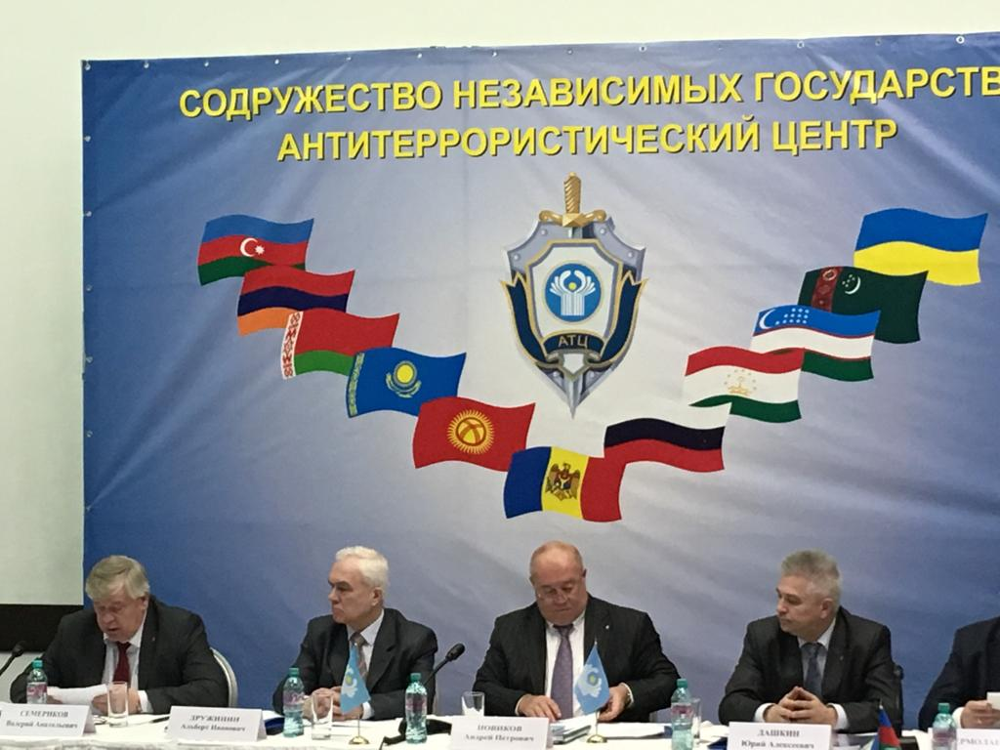 СОДРУЖЕСТВО НЕЗАВИСИМЫХ ГОСУДАРСТВ
АНТИТЕРРОРИСТИЧЕСКИЙ ЦЕНТР
АТЦ
СЕМЕРИКОВ
Валерий Анатольевич
ДРУЖИНИН
Альберт Иванович
НОВИКОВ
Андрей Петрович
ДАШКИН
Юрий Алексеевич